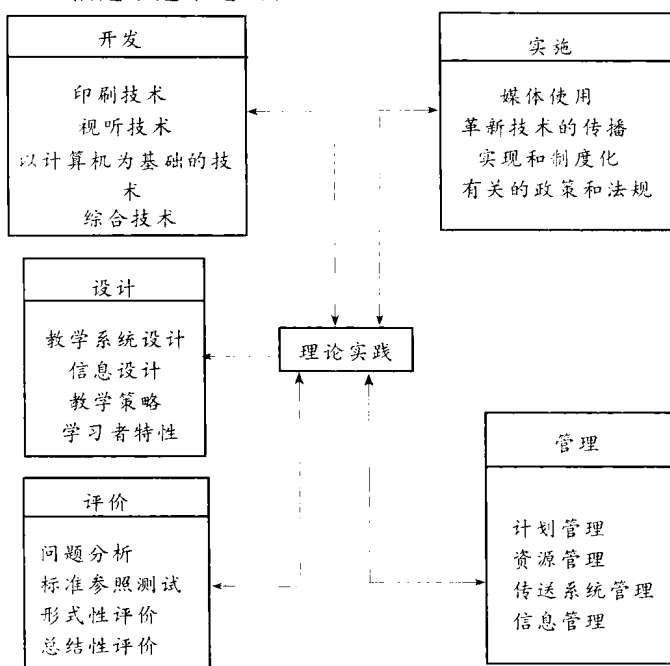 开发
印刷技术
视听技术
以计算机为基础的技
术
综合技术
实施
媒体使用
革新技术的传播
实现和制度化
有关的政策和法规
设计
教学系统设计
信息设计
教学策略
学习者特性
理论实践
评价
问题分析
标准参照测试
形式性评价
总结性评价
管理
计划管理
资源管理
传送系统管理
信息管理